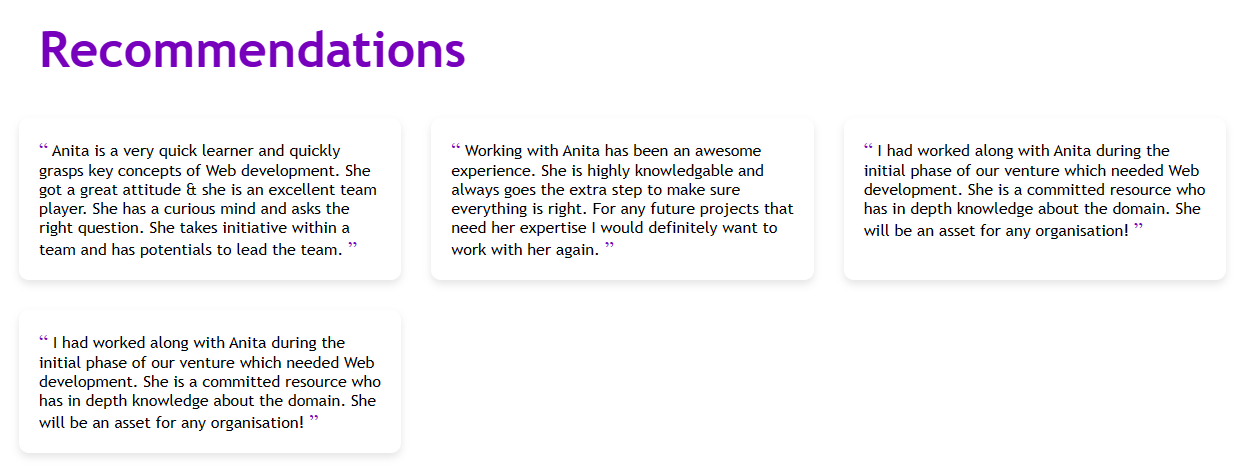 Recommendations
“ Anita is a very quick learner and quickly
grasps key concepts of Web development. She
got a great attitude & she is an excellent team
player. She has a curious mind and asks the
right question. She takes initiative within a
team and has potentials to lead the team. ”
“ Working with Anita has been an awesome
experience. She is highly knowledgable and
always goes the extra step to make sure
everything is right. For any future projects that
need her expertise I would definitely want to
work with her again. ”
“ I had worked along with Anita during the
initial phase of our venture which needed Web
development. She is a committed resource who
has in depth knowledge about the domain. She
will be an asset for any organisation! ”
“ I had worked along with Anita during the
initial phase of our venture which needed Web
development. She is a committed resource who
has in depth knowledge about the domain. She
will be an asset for any organisation! ”